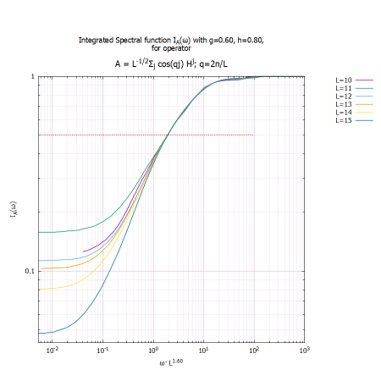 Integrated Spectral function I_A(ω) with g=0.60, h=0.80,
for operator
A = L^{-1/2}Σ_j cos(qj) H^j; q=2π/L
L=10
L=11
L=12
L=13
L=14
L=15
I_A(ω)
1
0.1
10^{-2} 10^{-1} 10^0 10^1 10^2 10^3
ω· L^{1.60}